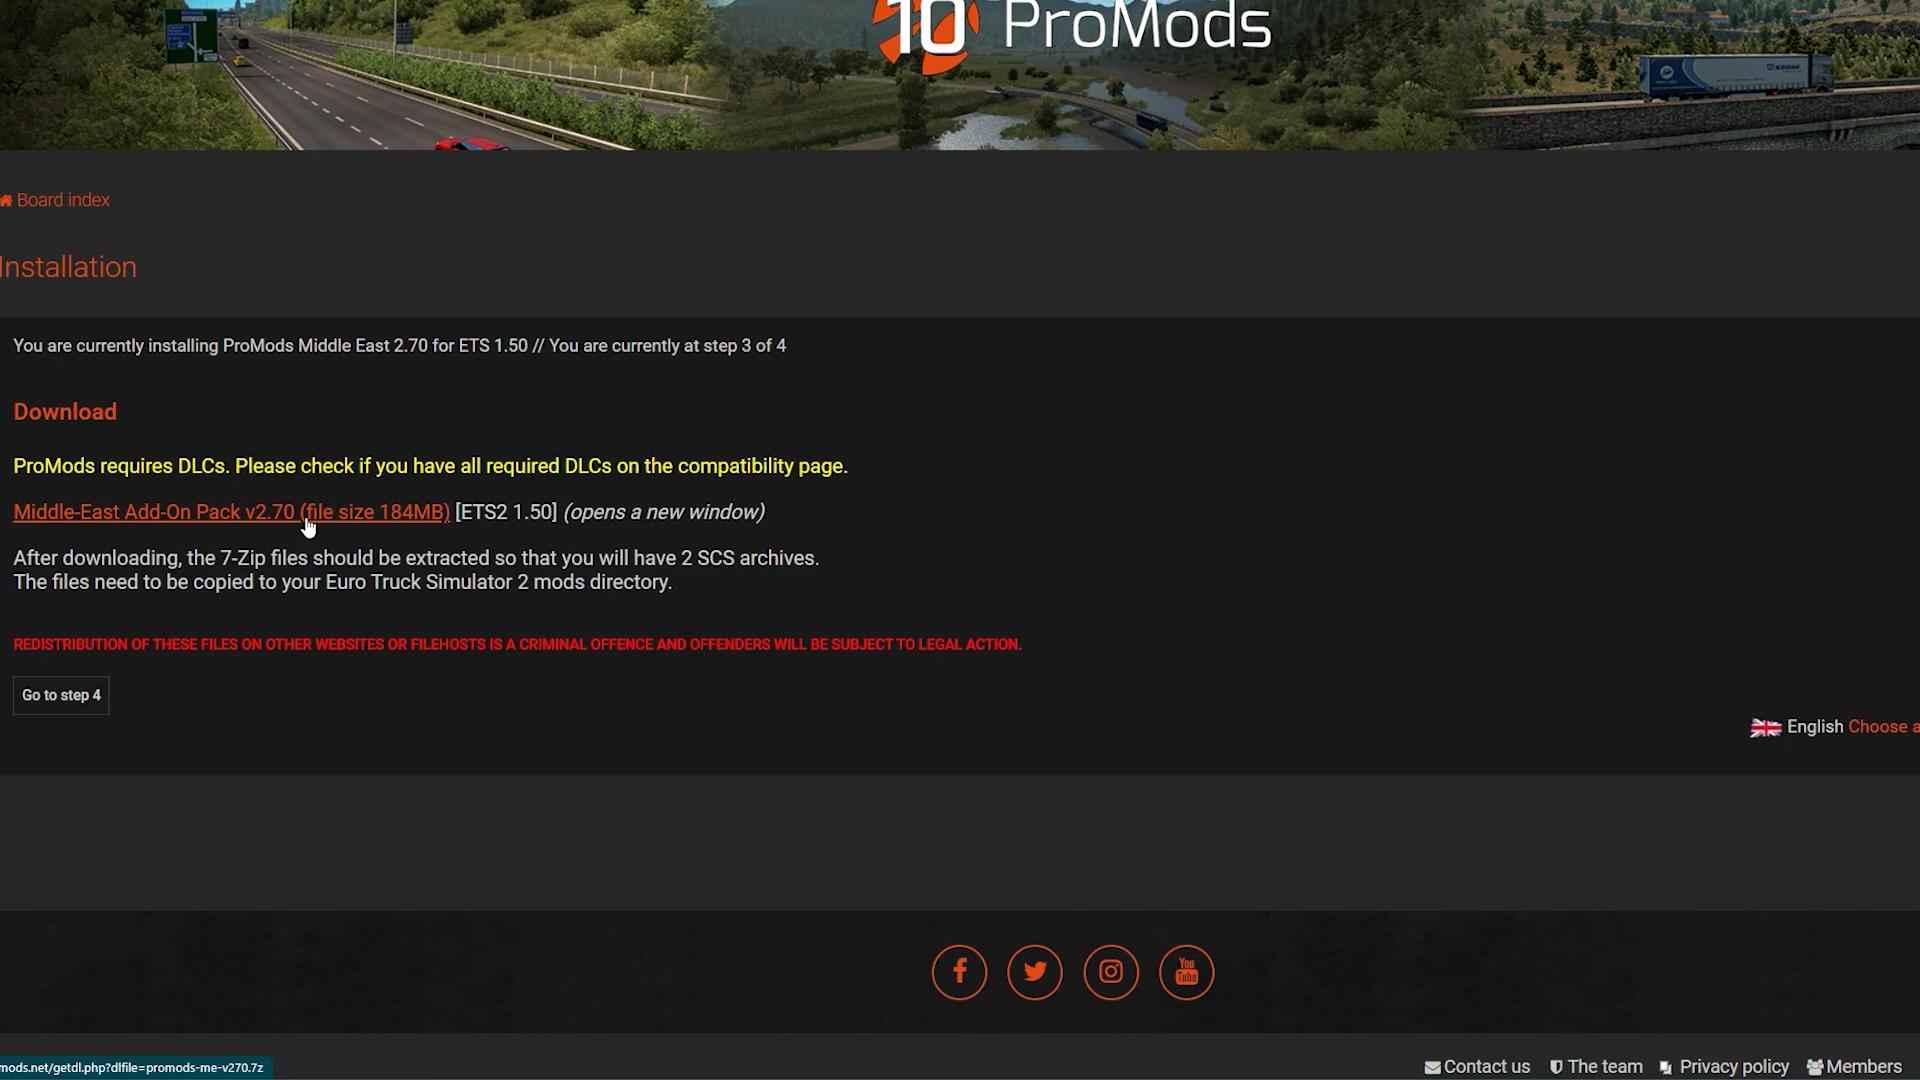 10 ProMods
KRONE
Board index
Installation
You are currently installing ProMods Middle East 2.70 for ETS 1.50 // You are currently at step 3 of 4
Download
ProMods requires DLCs. Please check if you have all required DLCs on the compatibility page.
Middle-East Add-On Pack v2.70 (file size 184MB) [ETS2 1.50] (opens a new window)
After downloading, the 7-Zip files should be extracted so that you will have 2 SCS archives.
The files need to be copied to your Euro Truck Simulator 2 mods directory.
REDISTRIBUTION OF THESE FILES ON OTHER WEBSITES OR FILEHOSTS IS A CRIMINAL OFFENCE AND OFFENDERS WILL BE SUBJECT TO LEGAL ACTION.
Go to step 4
English Choose a
You
Tube
mods.net/getdl.php?dlfile=promods-me-v270.7z
Contact us The team Privacy policy Members